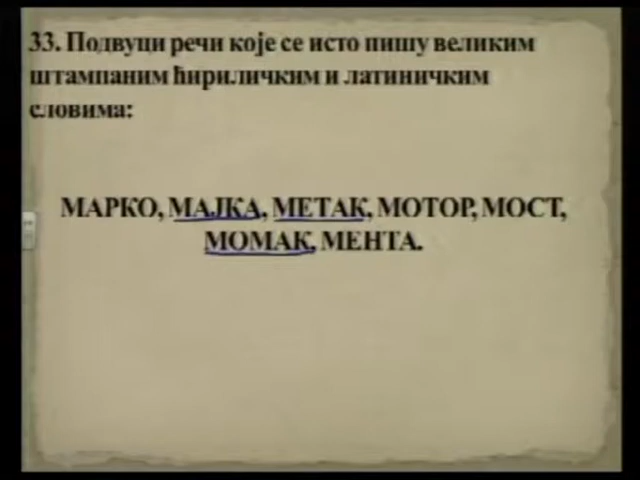 33. Подвуци речи које се исто пишу великим
штампаним ћириличким и латиничким
словима:
МАРКО, МАЈКА, МЕТАК, МОТОР, МОСТ,
МОМАК, МЕНТА.